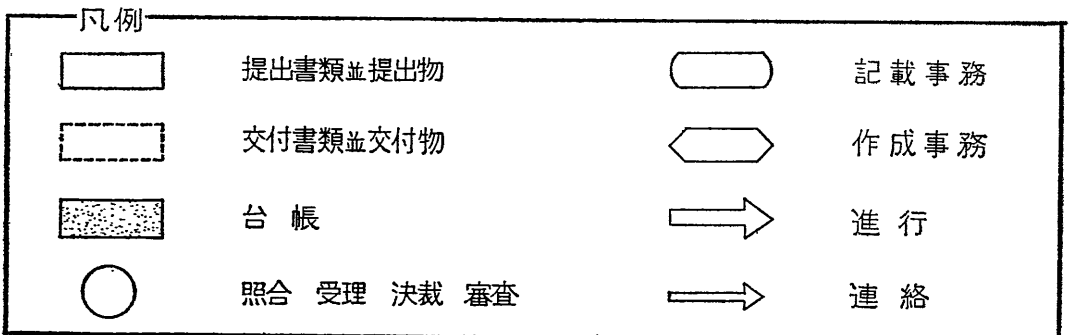 凡例
提出書類並提出物
交付書類並交付物
台帳
照合 受理 決裁 審査
記載事務
作成事務
進行
連絡